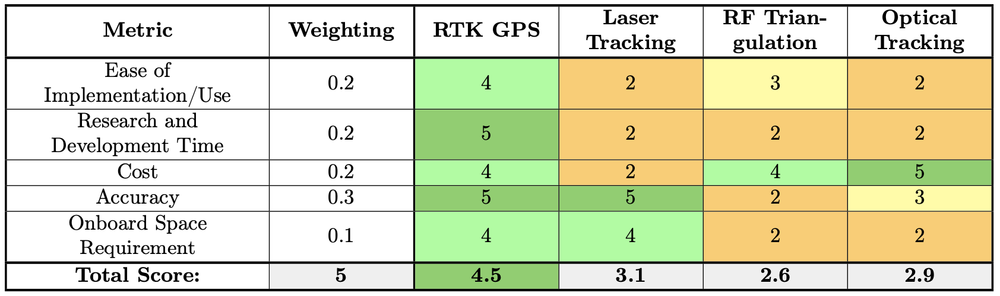 Metric Weighting RTK GPS Laser Tracking RF Trian-gulation Optical Tracking
Ease of Implementation/Use 0.2 4 2 3 2
Research and Development Time 0.2 5 2 2 2
Cost 0.2 4 2 4 5
Accuracy 0.3 5 5 2 3
Onboard Space Requirement 0.1 4 4 2 2
Total Score: 5 4.5 3.1 2.6 2.9